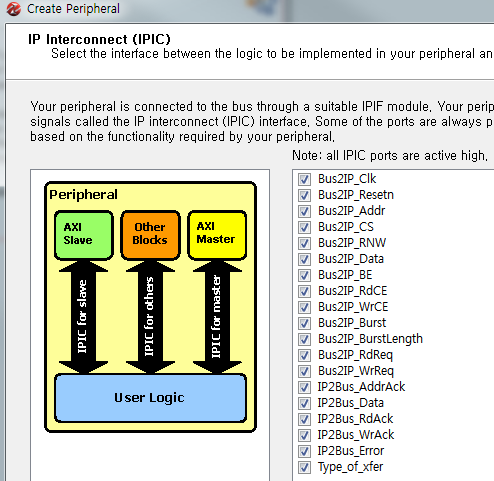 Create Peripheral
IP Interconnect (IPIC)
Select the interface between the logic to be implemented in your peripheral an
Your peripheral is connected to the bus through a suitable IPIF module. Your perip
signals called the IP interconnect (IPIC) interface. Some of the ports are always p
based on the functionality required by your peripheral.
Note: all IPIC ports are active high.
Peripheral
AXI
Slave
Other
Blocks
AXI
Master
IPIC for slave
IPIC for others
IPIC for master
User Logic
Bus2IP_Clk
Bus2IP_Resetn
Bus2IP_Addr
Bus2IP_CS
Bus2IP_RNW
Bus2IP_Data
Bus2IP_BE
Bus2IP_RdCE
Bus2IP_WrCE
Bus2IP_Burst
Bus2IP_BurstLength
Bus2IP_RdReq
Bus2IP_WrReq
IP2Bus_AddrAck
IP2Bus_Data
IP2Bus_RdAck
IP2Bus_WrAck
IP2Bus_Error
Type_of_xfer